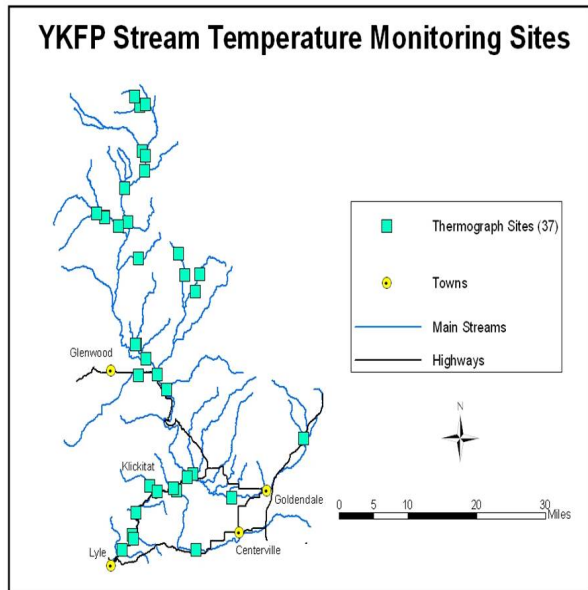 YKFP Stream Temperature Monitoring Sites
Thermograph Sites (37)
Towns
Main Streams
Highways
Glenwood
N
Klickitat
Goldendale
0 5 10 20 30
Miles
Centerville
Lyle